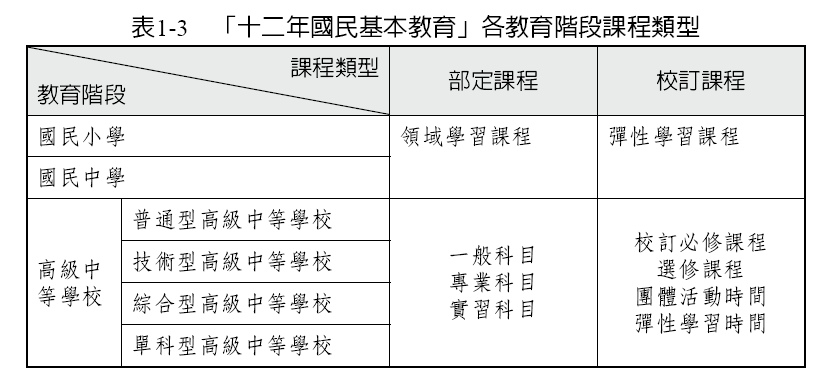 表1-3　「十二年國民基本教育」各教育階段課程類型
課程類型
教育階段
部定課程
校訂課程
國民小學
領域學習課程
彈性學習課程
國民中學
高級中
等學校
普通型高級中等學校
技術型高級中等學校
綜合型高級中等學校
單科型高級中等學校
一般科目
專業科目
實習科目
校訂必修課程
選修課程
團體活動時間
彈性學習時間